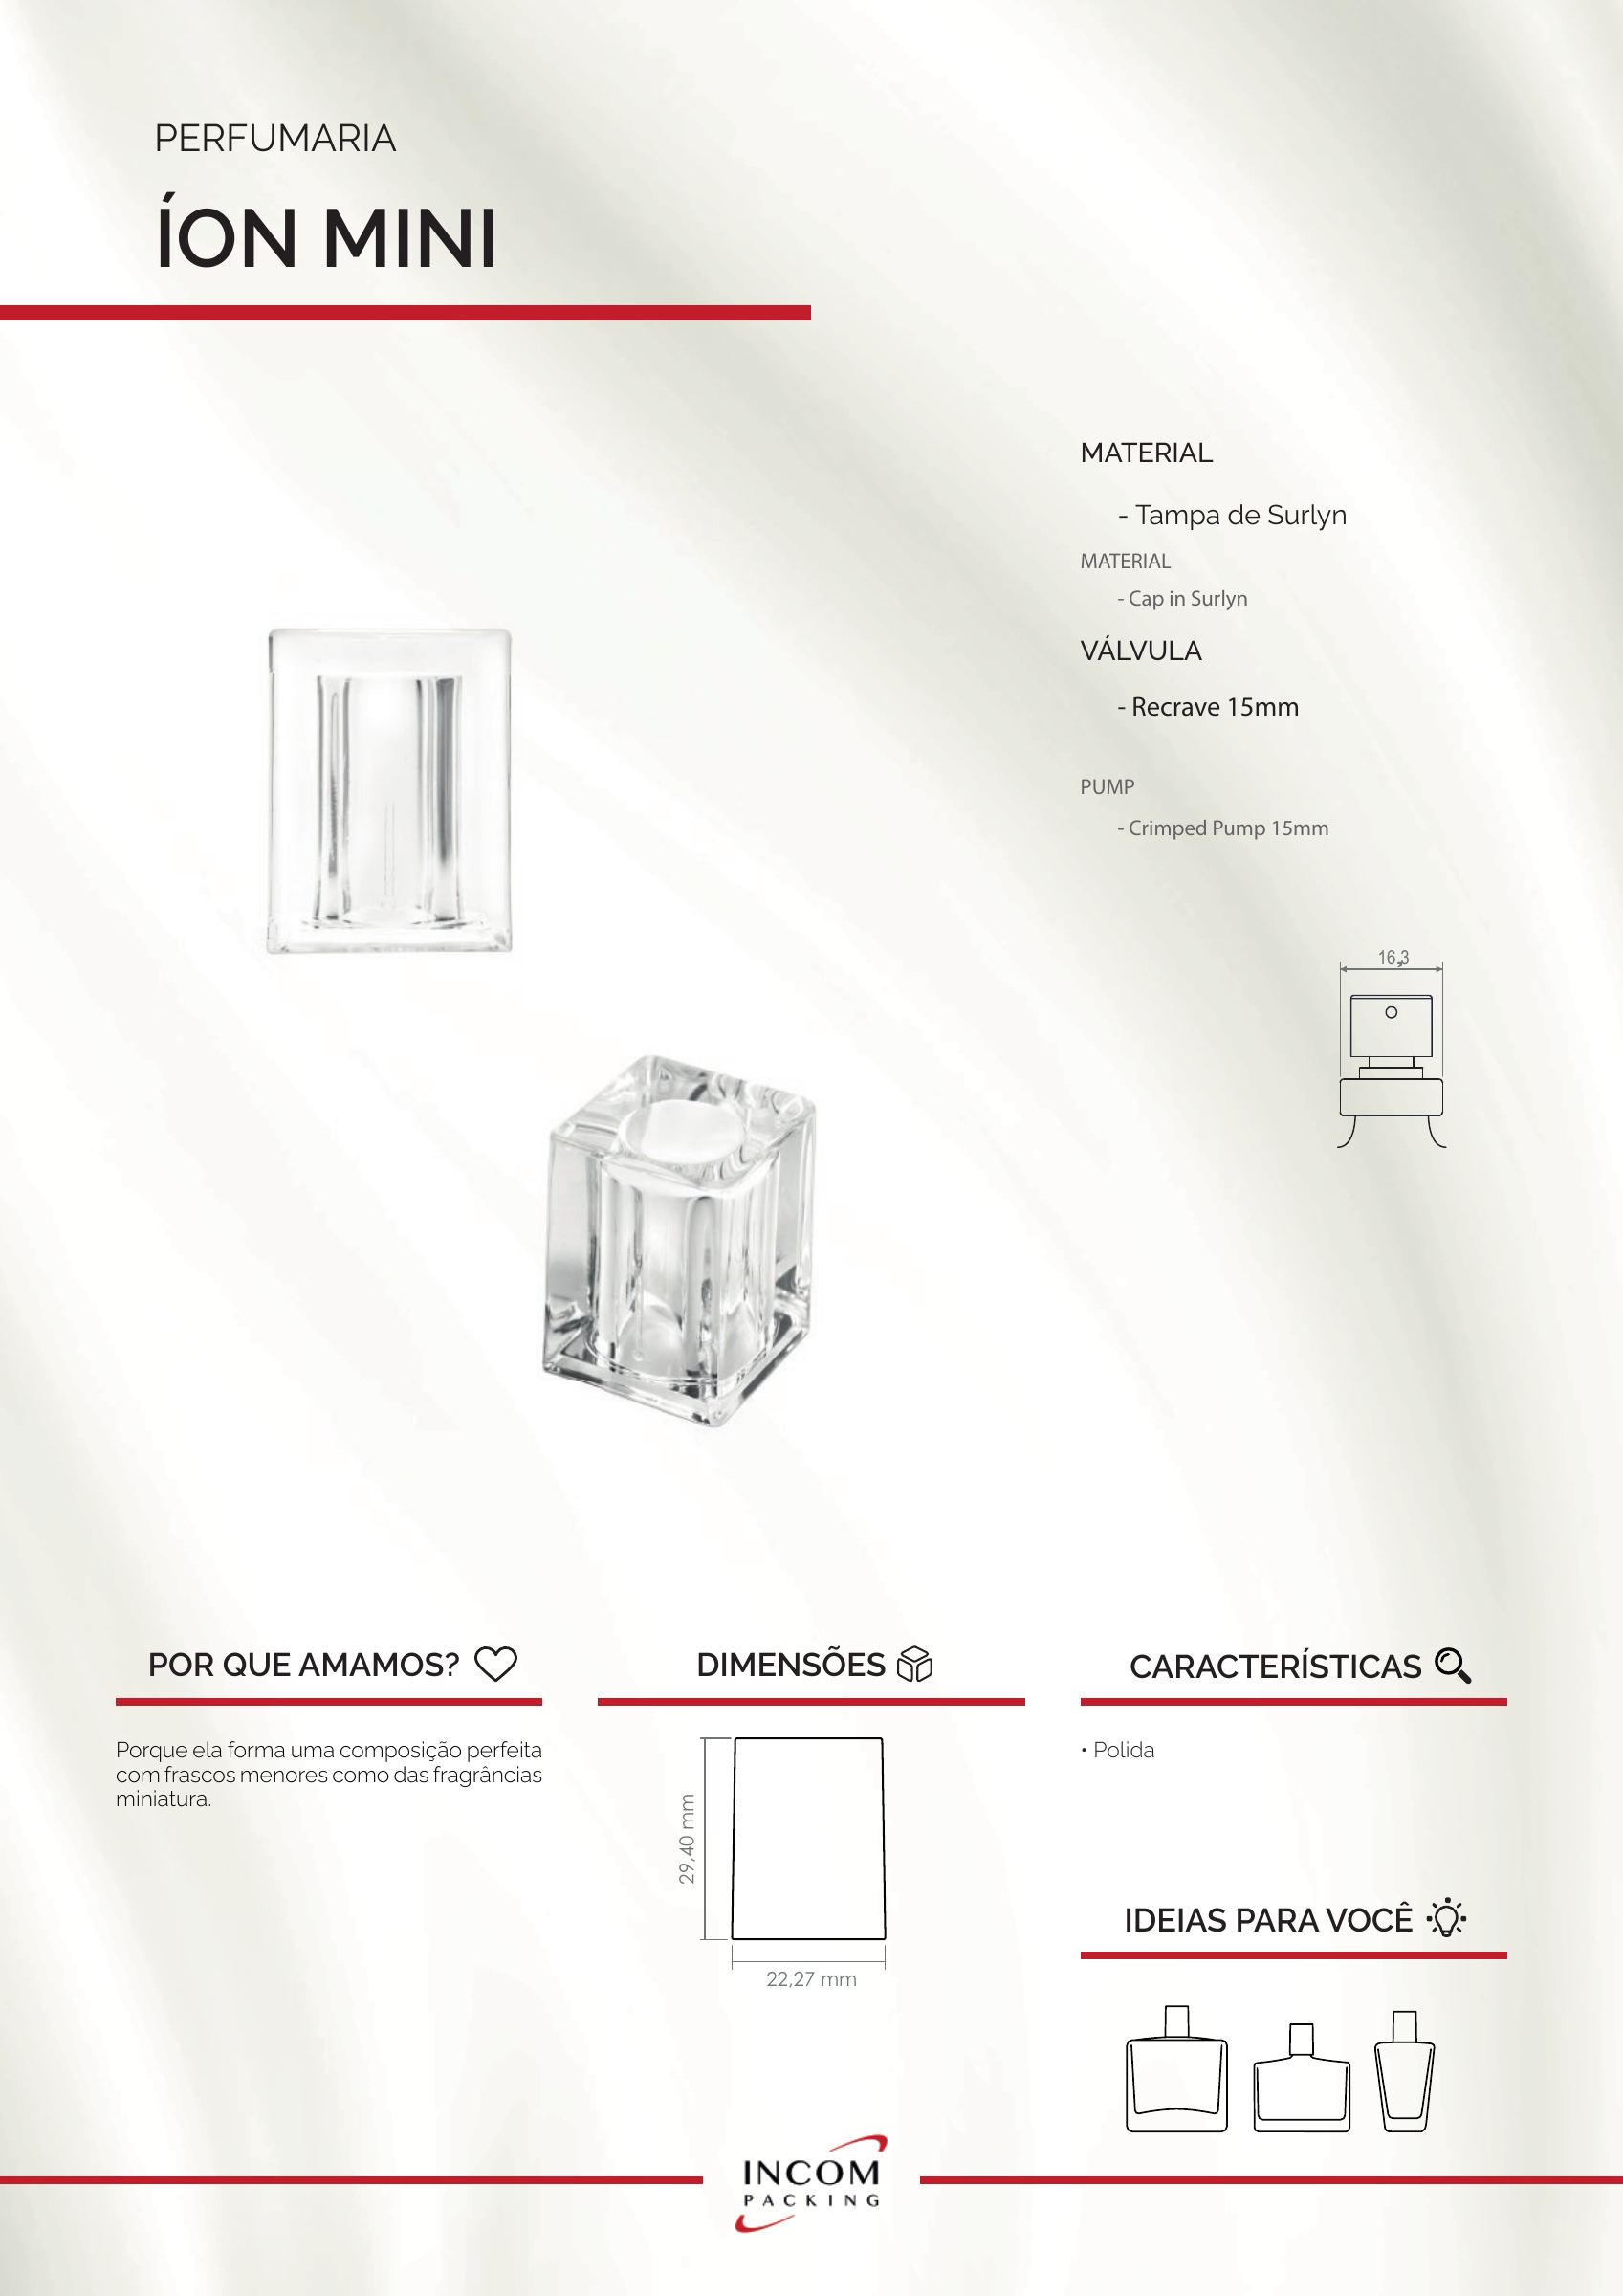 PERFUMARIA
ÍON MINI
MATERIAL
- Tampa de Surlyn
MATERIAL
- Cap in Surlyn
VÁLVULA
- Recrave 15mm
PUMP
- Crimped Pump 15mm
16,3
POR QUE AMAMOS?
Porque ela forma uma composição perfeita
com frascos menores como das fragrâncias
miniatura.
DIMENSÕES
29,40 mm
22,27 mm
CARACTERÍSTICAS
• Polida
IDEIAS PARA VOCÊ
INCOM
PACKING